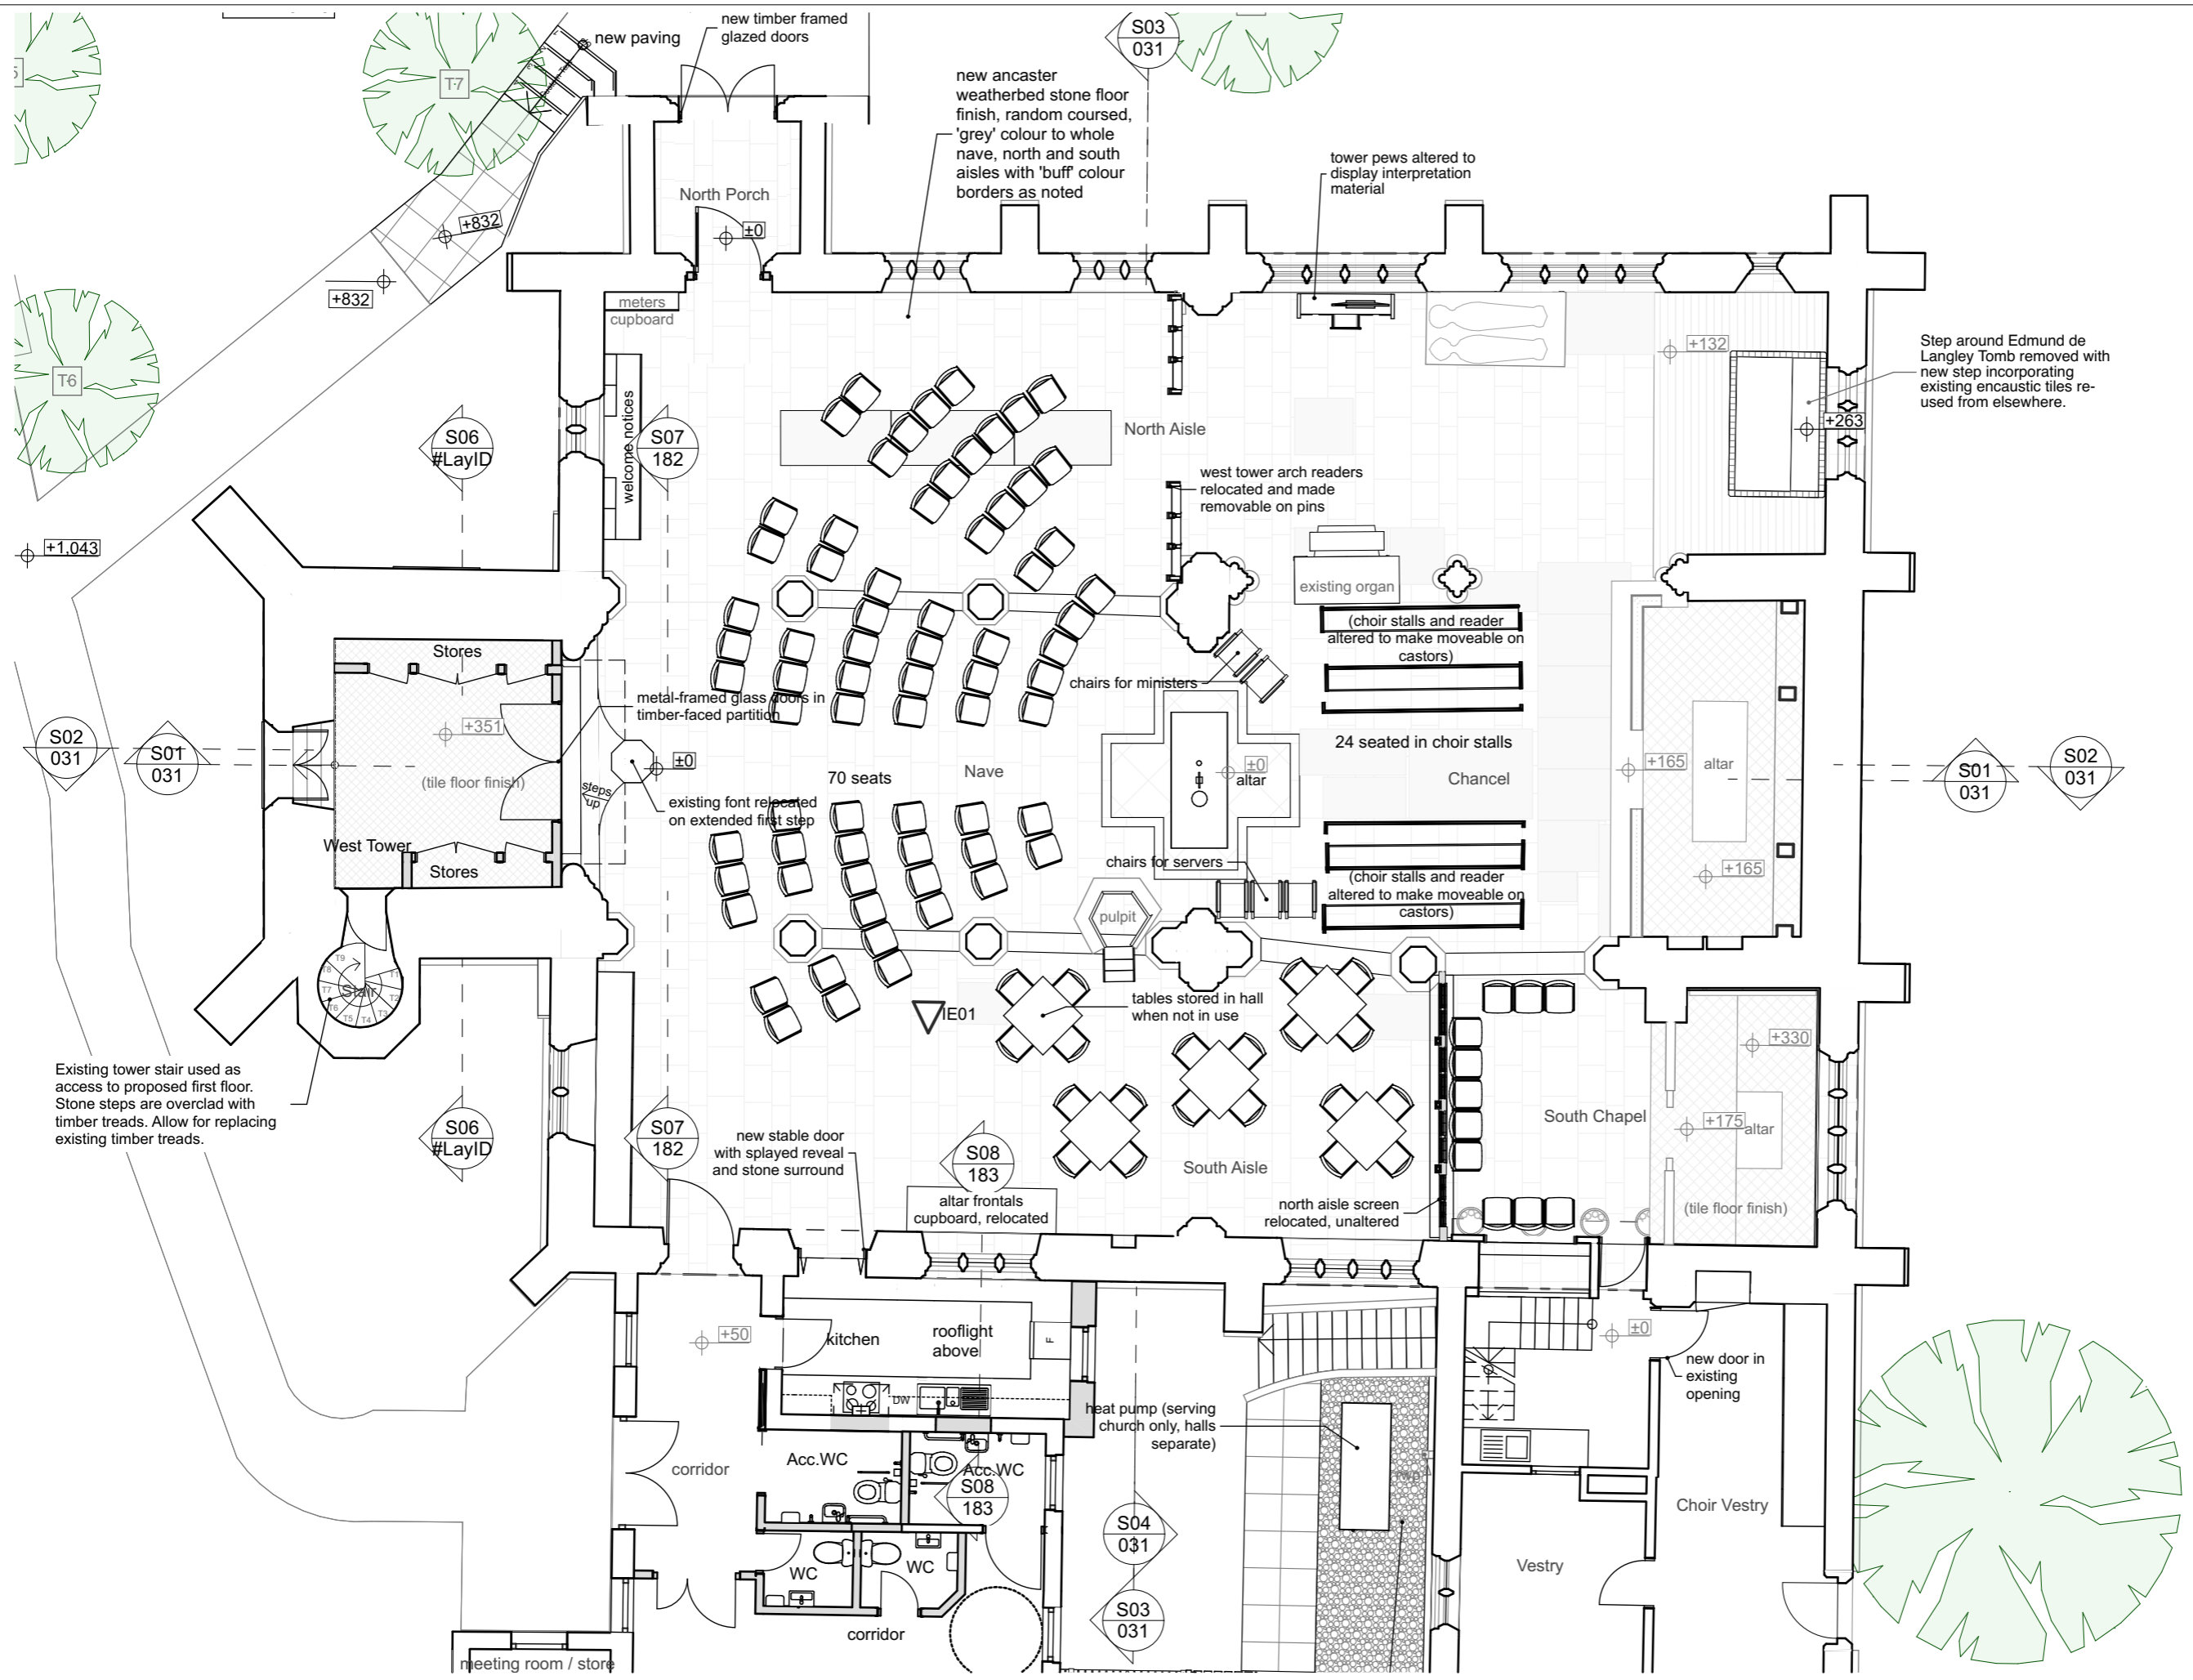 new timber framed
glazed doors
new paving
S03
031
T7
new ancaster
weatherbed stone floor
finish, random coursed,
'grey' colour to whole
nave, north and south
aisles with 'buff' colour
borders as noted
tower pews altered to
display interpretation
material
North Porch
±0
+832
+832
meters
cupboard
welcome notices
T6
S06
#LayID
S07
182
North Aisle
+132
Step around Edmund de
Langley Tomb removed with
new step incorporating
existing encaustic tiles re-
used from elsewhere.
+263
west tower arch readers
relocated and made
removable on pins
+1,043
existing organ
(choir stalls and reader
altered to make moveable on
castors)
Stores
chairs for ministers
metal-framed glass doors in
timber-faced partition
+351
S02
031
S01
031
(tile floor finish)
±0
steps
up
existing font relocated
on extended first step
70 seats
Nave
±0
altar
24 seated in choir stalls
Chancel
+165
altar
S01
031
S02
031
West Tower
Stores
chairs for servers
+165
(choir stalls and reader
altered to make moveable on
castors)
pulpit
Stair
T9
T8
T7
T6
T5
T4
T3
T2
T1
IE01
tables stored in hall
when not in use
+330
Existing tower stair used as
access to proposed first floor.
Stone steps are overclad with
timber treads. Allow for replacing
existing timber treads.
S06
#LayID
S07
182
new stable door
with splayed reveal
and stone surround
S08
183
South Aisle
South Chapel
+175
altar
altar frontals
cupboard, relocated
north aisle screen
relocated, unaltered
(tile floor finish)
+50
kitchen
rooflight
above
F
DW
±0
new door in
existing
opening
heat pump (serving
church only, halls
separate)
corridor
Acc.WC
Acc.WC
S08
183
rwp
Choir Vestry
S04
031
WC
WC
Vestry
S03
031
corridor
meeting room / store